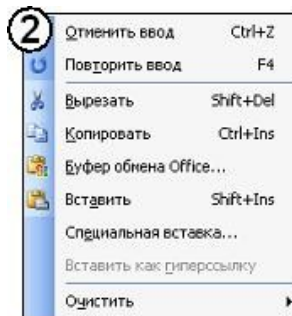 2
Отменить ввод Ctrl+Z
Повторить ввод F4
Вырезать Shift+Del
Копировать Ctrl+Ins
Буфер обмена Office...
Вставить Shift+Ins
Специальная вставка...
Вставить как гиперссылку
Очистить